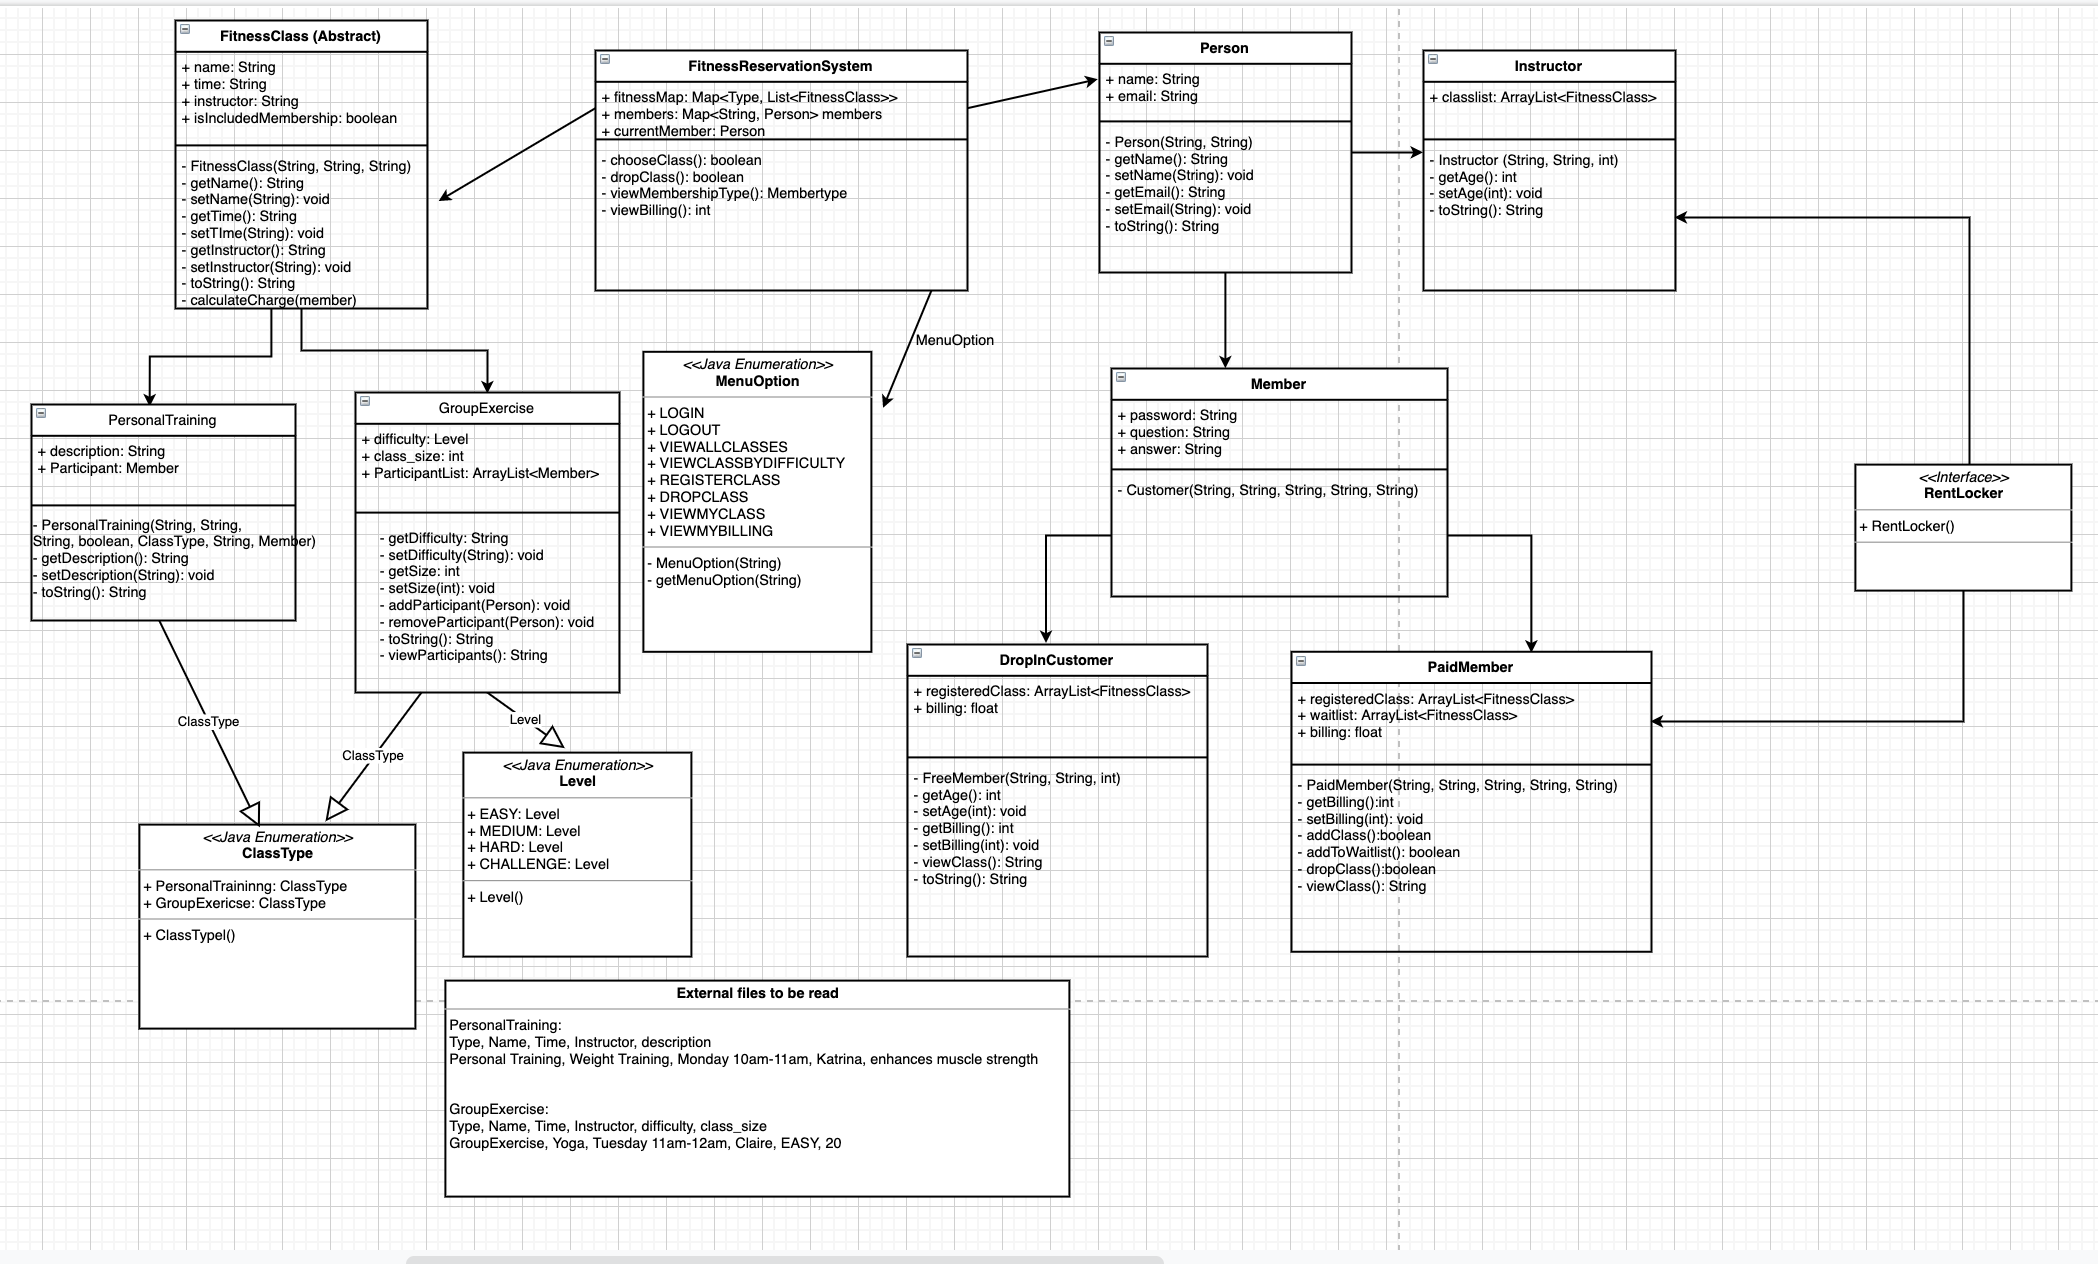 FitnessClass (Abstract)
+ name: String
+ time: String
+ instructor: String
+ isIncludedMembership: boolean
- FitnessClass(String, String, String)
- getName(): String
- setName(String): void
- getTime(): String
- setTIme(String): void
- getInstructor(): String
- setInstructor(String): void
- toString(): String
- calculateCharge(member)
FitnessReservationSystem
+ fitnessMap: Map<Type, List<FitnessClass>>
+ members: Map<String, Person> members
+ currentMember: Person
- chooseClass(): boolean
- dropClass(): boolean
- viewMembershipType(): Membertype
- viewBilling(): int
Person
+ name: String
+ email: String
- Person(String, String)
- getName(): String
- setName(String): void
- getEmail(): String
- setEmail(String): void
- toString(): String
Instructor
+ classlist: ArrayList<FitnessClass>
- Instructor (String, String, int)
- getAge(): int
- setAge(int): void
- toString(): String
MenuOption
PersonalTraining
+ description: String
+ Participant: Member
- PersonalTraining(String, String,
String, boolean, ClassType, String, Member)
- getDescription(): String
- setDescription(String): void
- toString(): String
GroupExercise
+ difficulty: Level
+ class_size: int
+ ParticipantList: ArrayList<Member>
- getDifficulty: String
- setDifficulty(String): void
- getSize: int
- setSize(int): void
- addParticipant(Person): void
- removeParticipant(Person): void
- toString(): String
- viewParticipants(): String
<<Java Enumeration>>
MenuOption
+ LOGIN
+ LOGOUT
+ VIEWALLCLASSES
+ VIEWCLASSBYDIFFICULTY
+ REGISTERCLASS
+ DROPCLASS
+ VIEWMYCLASS
+ VIEWMYBILLING
- MenuOption(String)
- getMenuOption(String)
Member
+ password: String
+ question: String
+ answer: String
- Customer(String, String, String, String, String)
<<Interface>>
RentLocker
+ RentLocker()
DropInCustomer
+ registeredClass: ArrayList<FitnessClass>
+ billing: float
- FreeMember(String, String, int)
- getAge(): int
- setAge(int): void
- getBilling(): int
- setBilling(int): void
- viewClass(): String
- toString(): String
PaidMember
+ registeredClass: ArrayList<FitnessClass>
+ waitlist: ArrayList<FitnessClass>
+ billing: float
- PaidMember(String, String, String, String, String)
- getBilling():int
- setBilling(int): void
- addClass():boolean
- addToWaitlist(): boolean
- dropClass():boolean
- viewClass(): String
ClassType
ClassType
Level
<<Java Enumeration>>
ClassType
+ PersonalTraininng: ClassType
+ GroupExericse: ClassType
+ ClassTypel()
<<Java Enumeration>>
Level
+ EASY: Level
+ MEDIUM: Level
+ HARD: Level
+ CHALLENGE: Level
+ Level()
External files to be read
PersonalTraining:
Type, Name, Time, Instructor, description
Personal Training, Weight Training, Monday 10am-11am, Katrina, enhances muscle strength
GroupExercise:
Type, Name, Time, Instructor, difficulty, class_size
GroupExercise, Yoga, Tuesday 11am-12am, Claire, EASY, 20